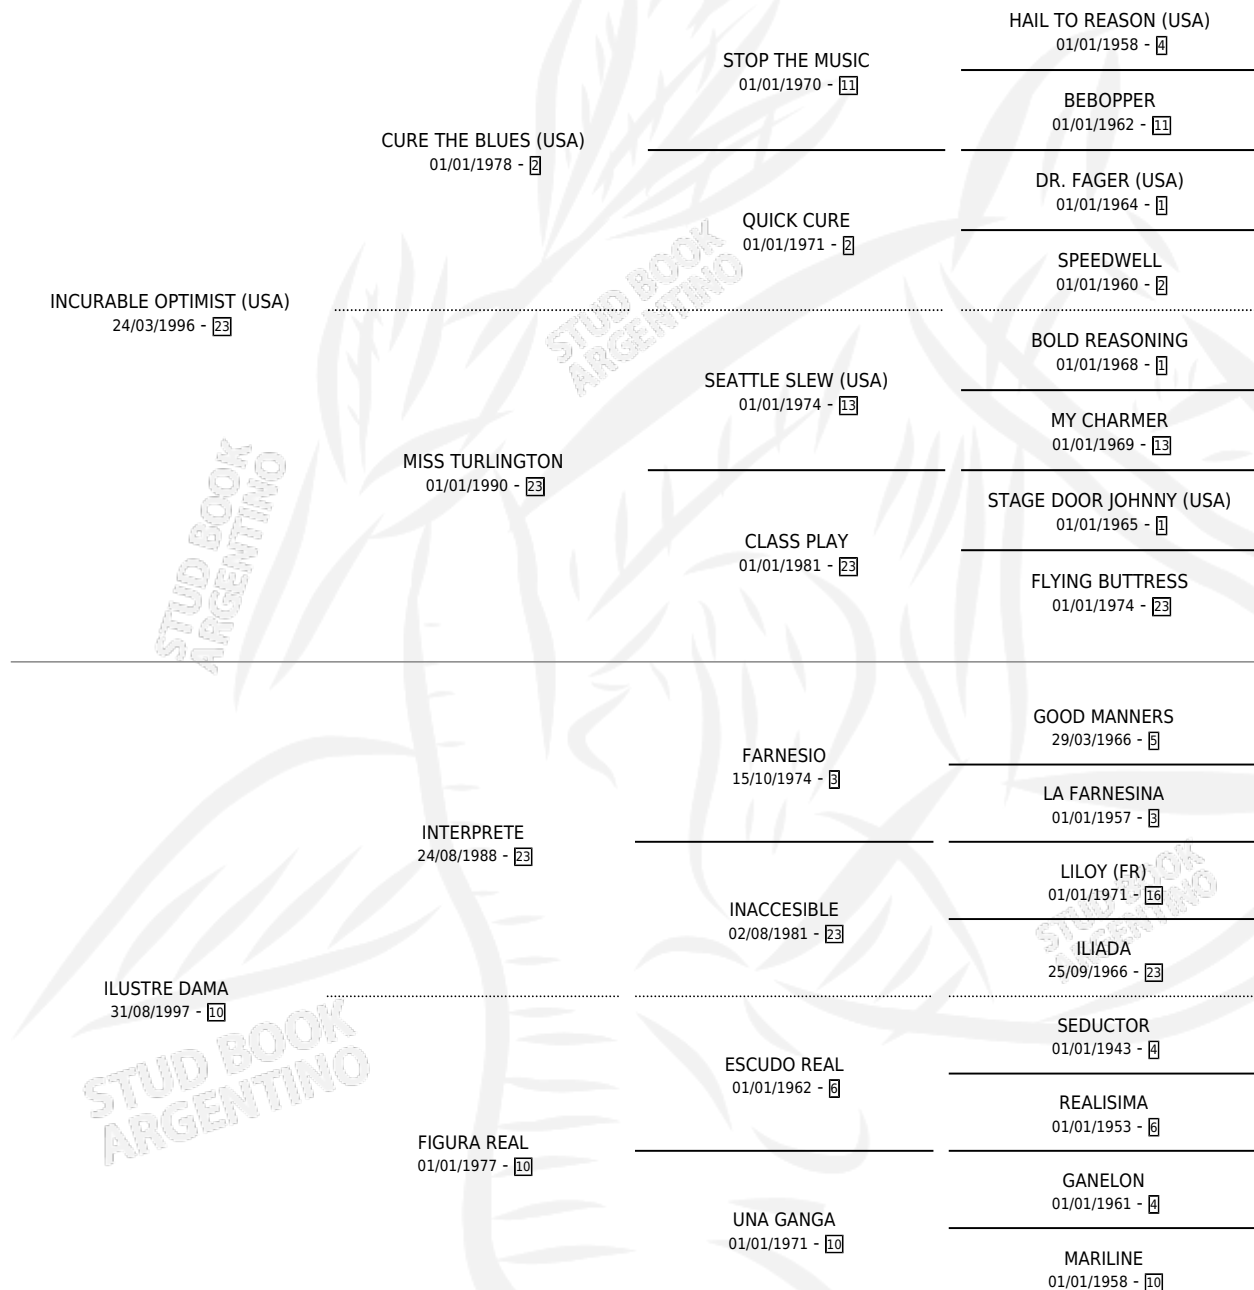 HAIL TO REASON (USA)
01/01/1958 - 4
STOP THE MUSIC
01/01/1970 - 11
BEBOPPER
01/01/1962 - 11
CURE THE BLUES (USA)
01/01/1978 - 2
DR. FAGER (USA)
01/01/1964 - 1
QUICK CURE
01/01/1971 - 2
SPEEDWELL
01/01/1960 - 2
INCURABLE OPTIMIST (USA)
24/03/1996 - 23
BOLD REASONING
01/01/1968 - 1
SEATTLE SLEW (USA)
01/01/1974 - 13
MY CHARMER
01/01/1969 - 13
MISS TURLINGTON
01/01/1990 - 23
STAGE DOOR JOHNNY (USA)
01/01/1965 - 1
CLASS PLAY
01/01/1981 - 23
FLYING BUTTRESS
01/01/1974 - 23
GOOD MANNERS
29/03/1966 - 5
FARNESIO
15/10/1974 - 3
LA FARNESINA
01/01/1957 - 3
INTERPRETE
24/08/1988 - 23
LILOY (FR)
01/01/1971 - 16
INACCESIBLE
02/08/1981 - 23
ILIADA
25/09/1966 - 23
ILUSTRE DAMA
31/08/1997 - 10
SEDUCTOR
01/01/1943 - 4
ESCUDO REAL
01/01/1962 - 6
REALISIMA
01/01/1953 - 6
FIGURA REAL
01/01/1977 - 10
GANELON
01/01/1961 - 4
UNA GANGA
01/01/1971 - 10
MARILINE
01/01/1958 - 10
STUD BOOK
ARGENTINO
STUD BOOK
ARGENTINO
STUD BOOK
ARGENTINO
STUD BOOK
ARGENTINO